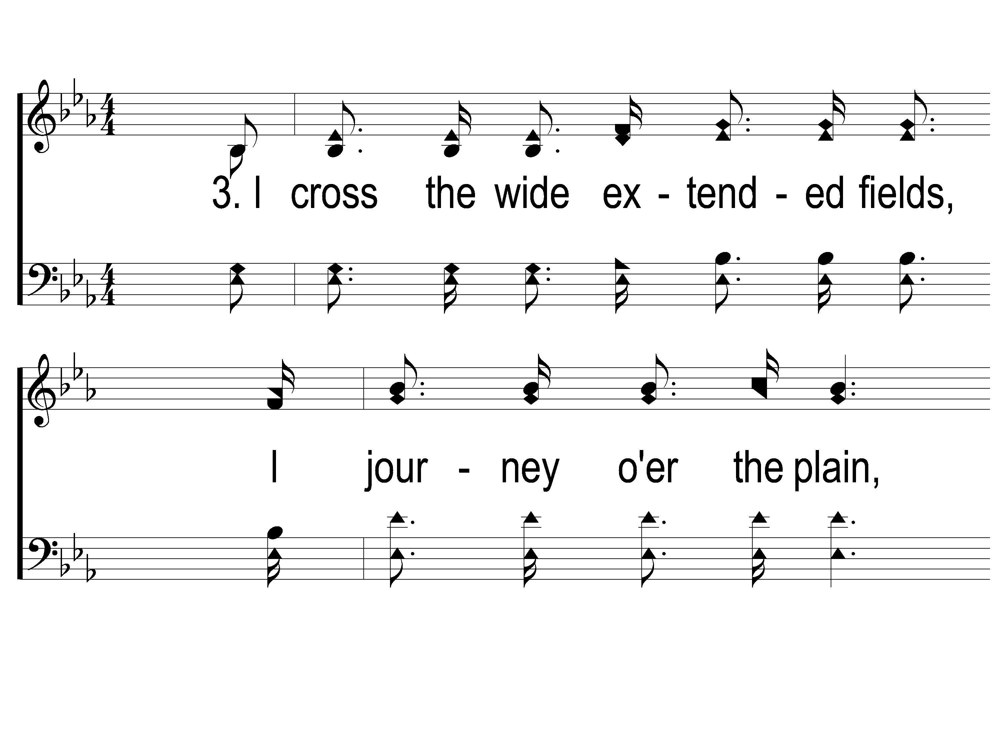 3. I cross the wide ex - tend - ed fields,
I jour - ney o'er the plain,